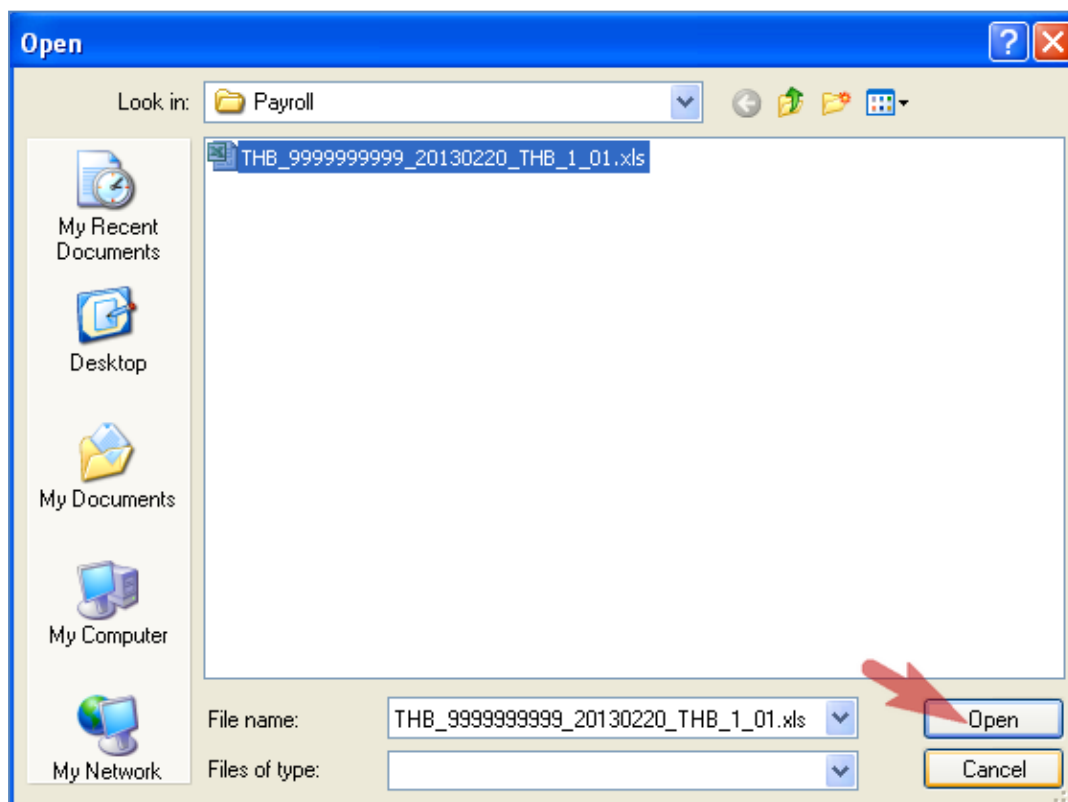 Open
Look in: Payroll
THB_9999999999_20130220_THB_1_01.xls
My Recent
Documents
Desktop
My Documents
My Computer
My Network
File name: THB_9999999999_20130220_THB_1_01.xls Open
Files of type: Cancel